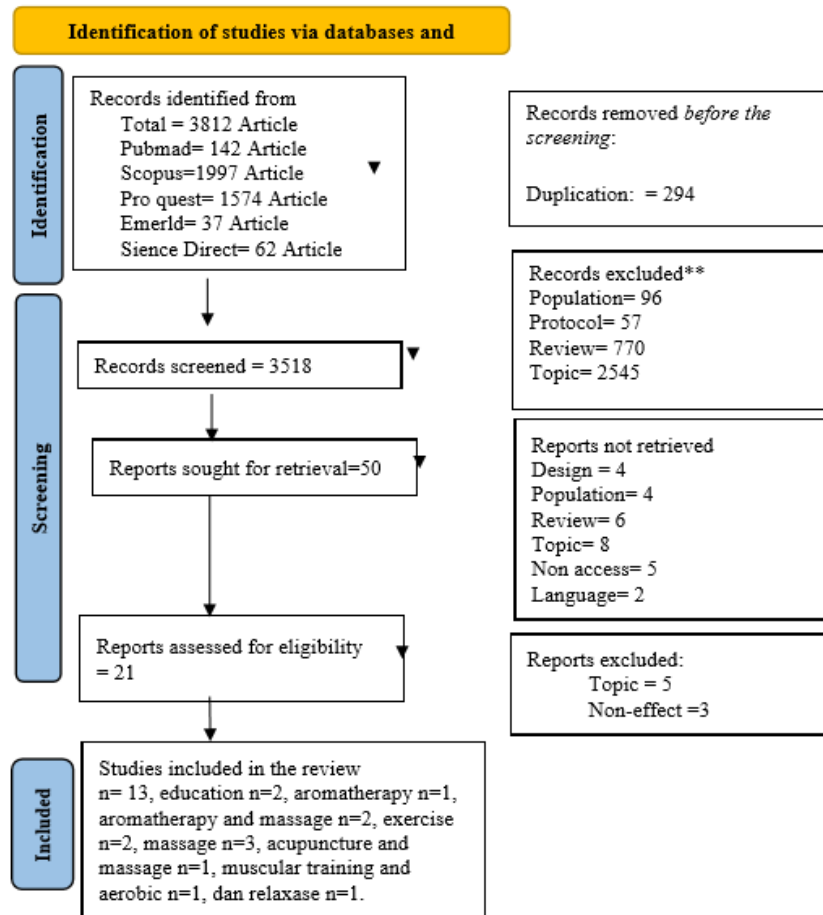 Identification of studies via databases and
Identification
Records identified from
Total = 3812 Article
Pubmad= 142 Article
Scopus=1997 Article
Pro quest= 1574 Article
Emerld= 37 Article
Sience Direct= 62 Article
Records removed before the
screening:
Duplication: = 294
Screening
Records screened = 3518
Records excluded**
Population= 96
Protocol= 57
Review= 770
Topic= 2545
Reports sought for retrieval=50
Reports not retrieved
Design = 4
Population= 4
Review= 6
Topic= 8
Non access= 5
Language= 2
Reports assessed for eligibility
= 21
Reports excluded:
Topic = 5
Non-effect =3
Included
Studies included in the review
n= 13, education n=2, aromatherapy n=1,
aromatherapy and massage n=2, exercise
n=2, massage n=3, acupuncture and
massage n=1, muscular training and
aerobic n=1, dan relaxase n=1.